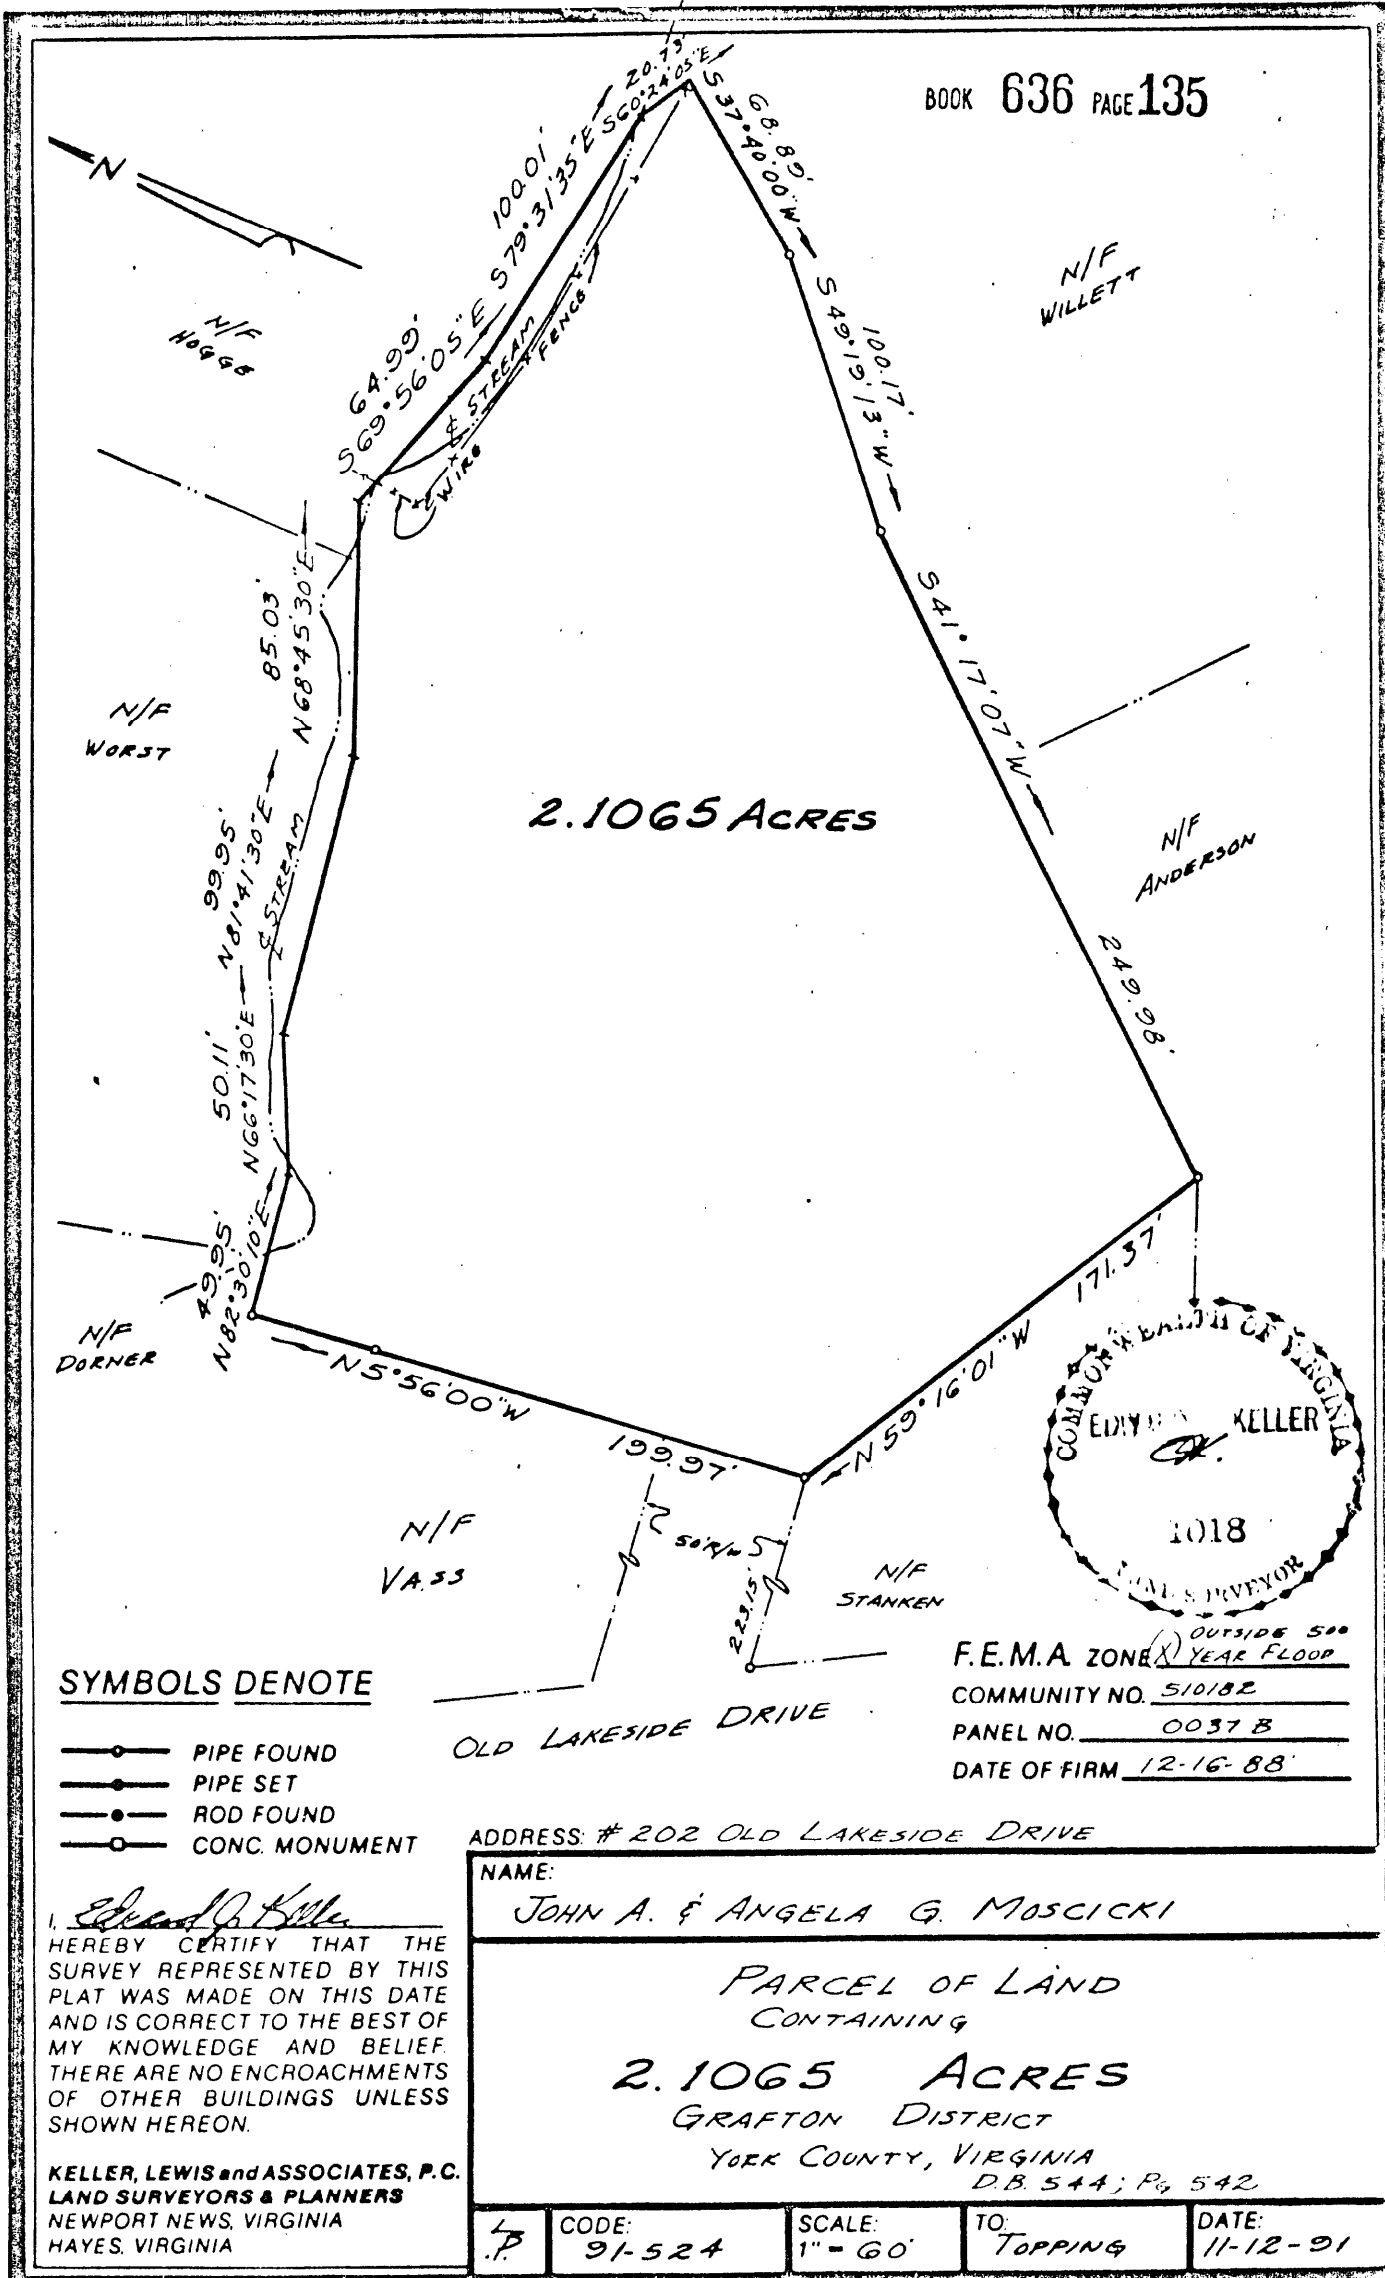 BOOK 636 PAGE 135
N
20.73'
S60°24'05"E
100.01'
S79°31'35"E
64.99'
S69°56'05"E
68.89'
S37°40'00"W
100.17'
S49°19'13"W
N/F
WILLETT
N/F
HOGGE
℄ STREAM
FENCE
WIRE
85.03'
N68°45'30"E
S41°17'07"W
249.98'
N/F
WORST
2.1065 ACRES
N/F
ANDERSON
99.95'
N81°41'30"E
℄ STREAM
50.11'
N66°17'30"E
49.95'
N82°30'10"E
N/F
DORNER
N5°56'00"W
199.97'
171.37'
N59°16'01"W
COMMONWEALTH OF VIRGINIA
KELLER
1018
LAND SURVEYOR
N/F
VASS
50'R/W
223.15'
N/F
STANKEN
OLD LAKESIDE DRIVE
F.E.M.A. ZONE (X) OUTSIDE 500
YEAR FLOOD
COMMUNITY NO. 510182
PANEL NO. 0037 B
DATE OF FIRM 12-16-88
SYMBOLS DENOTE
PIPE FOUND
PIPE SET
ROD FOUND
CONC. MONUMENT
ADDRESS: # 202 OLD LAKESIDE DRIVE
NAME:
JOHN A. & ANGELA G. MOSCICKI
I, Edward J. Keller
HEREBY CERTIFY THAT THE
SURVEY REPRESENTED BY THIS
PLAT WAS MADE ON THIS DATE
AND IS CORRECT TO THE BEST OF
MY KNOWLEDGE AND BELIEF.
THERE ARE NO ENCROACHMENTS
OF OTHER BUILDINGS UNLESS
SHOWN HEREON.
KELLER, LEWIS and ASSOCIATES, P.C.
LAND SURVEYORS & PLANNERS
NEWPORT NEWS, VIRGINIA
HAYES, VIRGINIA
PARCEL OF LAND
CONTAINING
2.1065 ACRES
GRAFTON DISTRICT
YORK COUNTY, VIRGINIA
D.B. 544; PG 542
CODE:
91-524
SCALE:
1" = 60'
TO:
TOPPING
DATE:
11-12-91